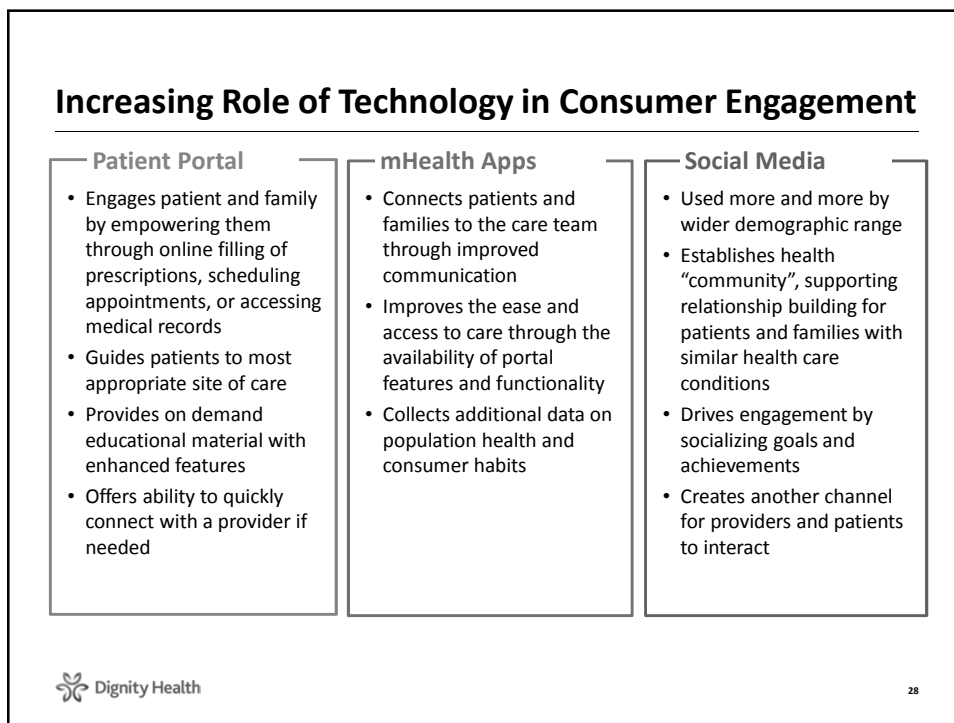 Increasing Role of Technology in Consumer Engagement
Patient Portal
• Engages patient and family
by empowering them
through online filling of
prescriptions, scheduling
appointments, or accessing
medical records
• Guides patients to most
appropriate site of care
• Provides on demand
educational material with
enhanced features
• Offers ability to quickly
connect with a provider if
needed
mHealth Apps
• Connects patients and
families to the care team
through improved
communication
• Improves the ease and
access to care through the
availability of portal
features and functionality
• Collects additional data on
population health and
consumer habits
Social Media
• Used more and more by
wider demographic range
• Establishes health
“community”, supporting
relationship building for
patients and families with
similar health care
conditions
• Drives engagement by
socializing goals and
achievements
• Creates another channel
for providers and patients
to interact
Dignity Health
28